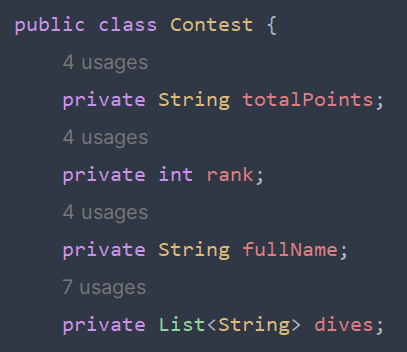 public class Contest {
4 usages
private String totalPoints;
4 usages
private int rank;
4 usages
private String fullName;
7 usages
private List<String> dives;